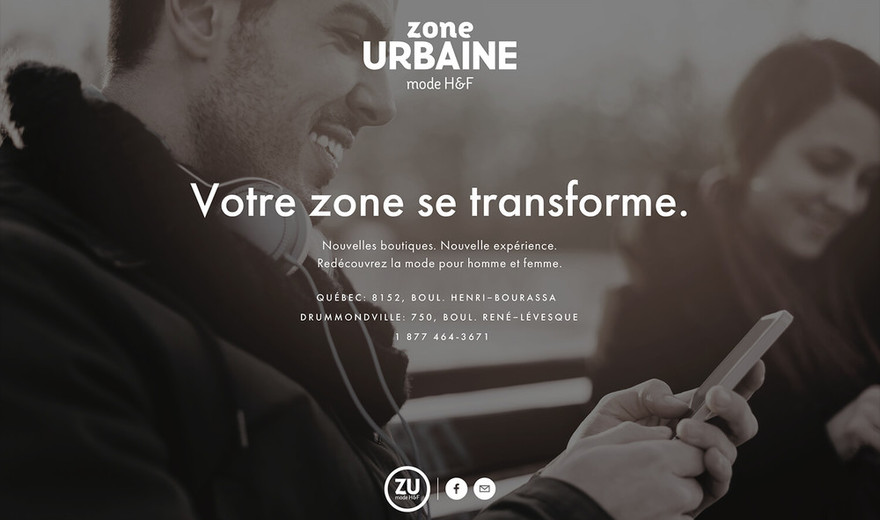 zone
URBAINE
mode H&F
Votre zone se transforme.
Nouvelles boutiques. Nouvelle expérience.
Redécouvrez la mode pour homme et femme.
QUÉBEC: 8152, BOUL. HENRI–BOURASSA
DRUMMONDVILLE: 750, BOUL. RENÉ–LÉVESQUE
1 877 464-3671
ZU
mode H&F
f